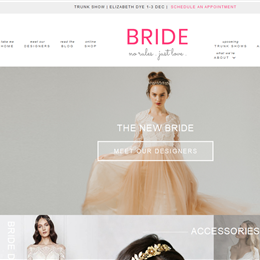 TRUNK SHOW | ELIZABETH DYE 1-3 DEC | SCHEDULE AN APPOINTMENT
take me HOME
meet our DESIGNERS
read the BLOG
online SHOP
BRIDE
no rules. just love.
upcoming TRUNK SHOWS
what we're ABOUT
THE NEW BRIDE
MEET OUR DESIGNERS
ACCESSORIES